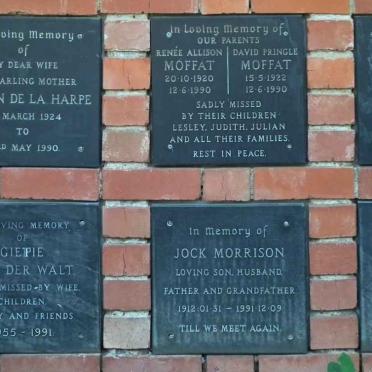 ving Memory
of
DEAR WIFE
ARLING MOTHER
N DE LA HARPE
MARCH 1924
TO
MAY 1990.
In Loving Memory of
OUR PARENTS
RENÉE ALLISON DAVID PRINGLE
MOFFAT MOFFAT
20·10·1920 15·5·1922
12·6·1990 12·6·1990
SADLY MISSED
BY THEIR CHILDREN
LESLEY, JUDITH, JULIAN
AND ALL THEIR FAMILIES.
REST IN PEACE.
VING MEMORY
OF
GIEPIE
DER WALT.
MISSED BY WIFE,
CHILDREN,
Y AND FRIENDS
955 - 1991.
In Memory of
JOCK MORRISON
LOVING SON, HUSBAND,
FATHER AND GRANDFATHER
1912·01·31 – 1991·12·09
TILL WE MEET AGAIN.